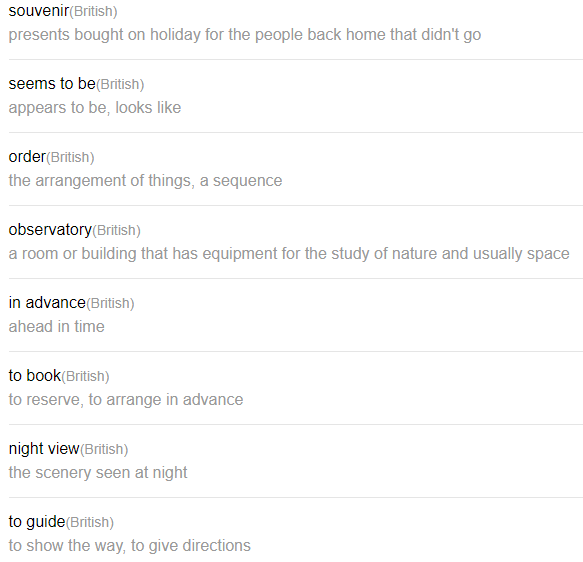 souvenir(British)
presents bought on holiday for the people back home that didn't go
seems to be(British)
appears to be, looks like
order(British)
the arrangement of things, a sequence
observatory(British)
a room or building that has equipment for the study of nature and usually space
in advance(British)
ahead in time
to book(British)
to reserve, to arrange in advance
night view(British)
the scenery seen at night
to guide(British)
to show the way, to give directions